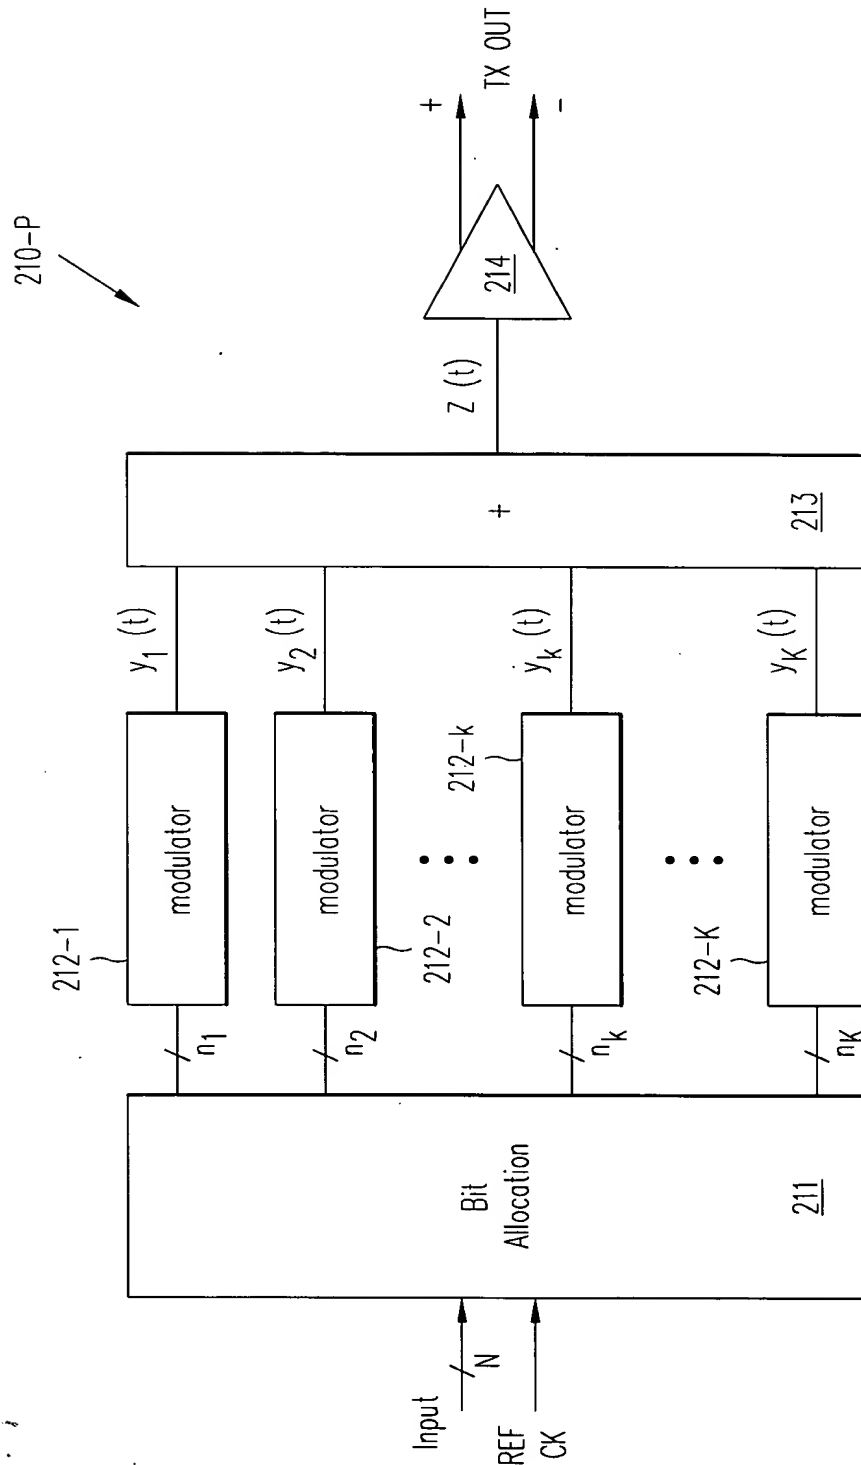 210-P
Input
N
REF
CK
Bit
Allocation
211
n1
n2
nk
nK
212-1
modulator
212-2
modulator
212-k
modulator
212-K
modulator
y1 (t)
y2 (t)
yk (t)
yK (t)
+
213
Z (t)
214
+
TX OUT
-